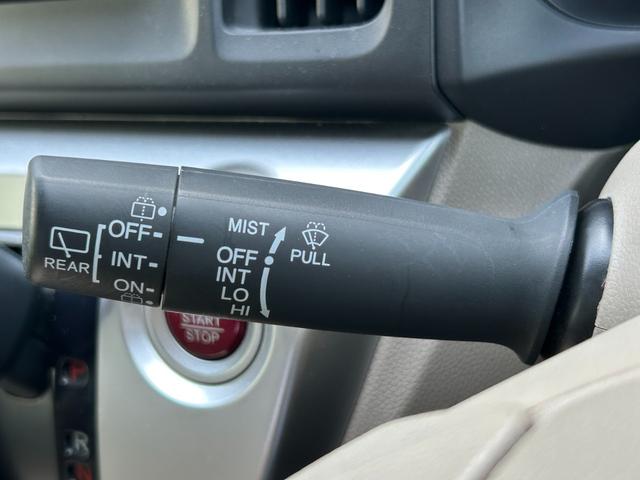 OFF
INT
ON
REAR
MIST
OFF
INT
LO
HI
PULL
START
STOP
P
R
N